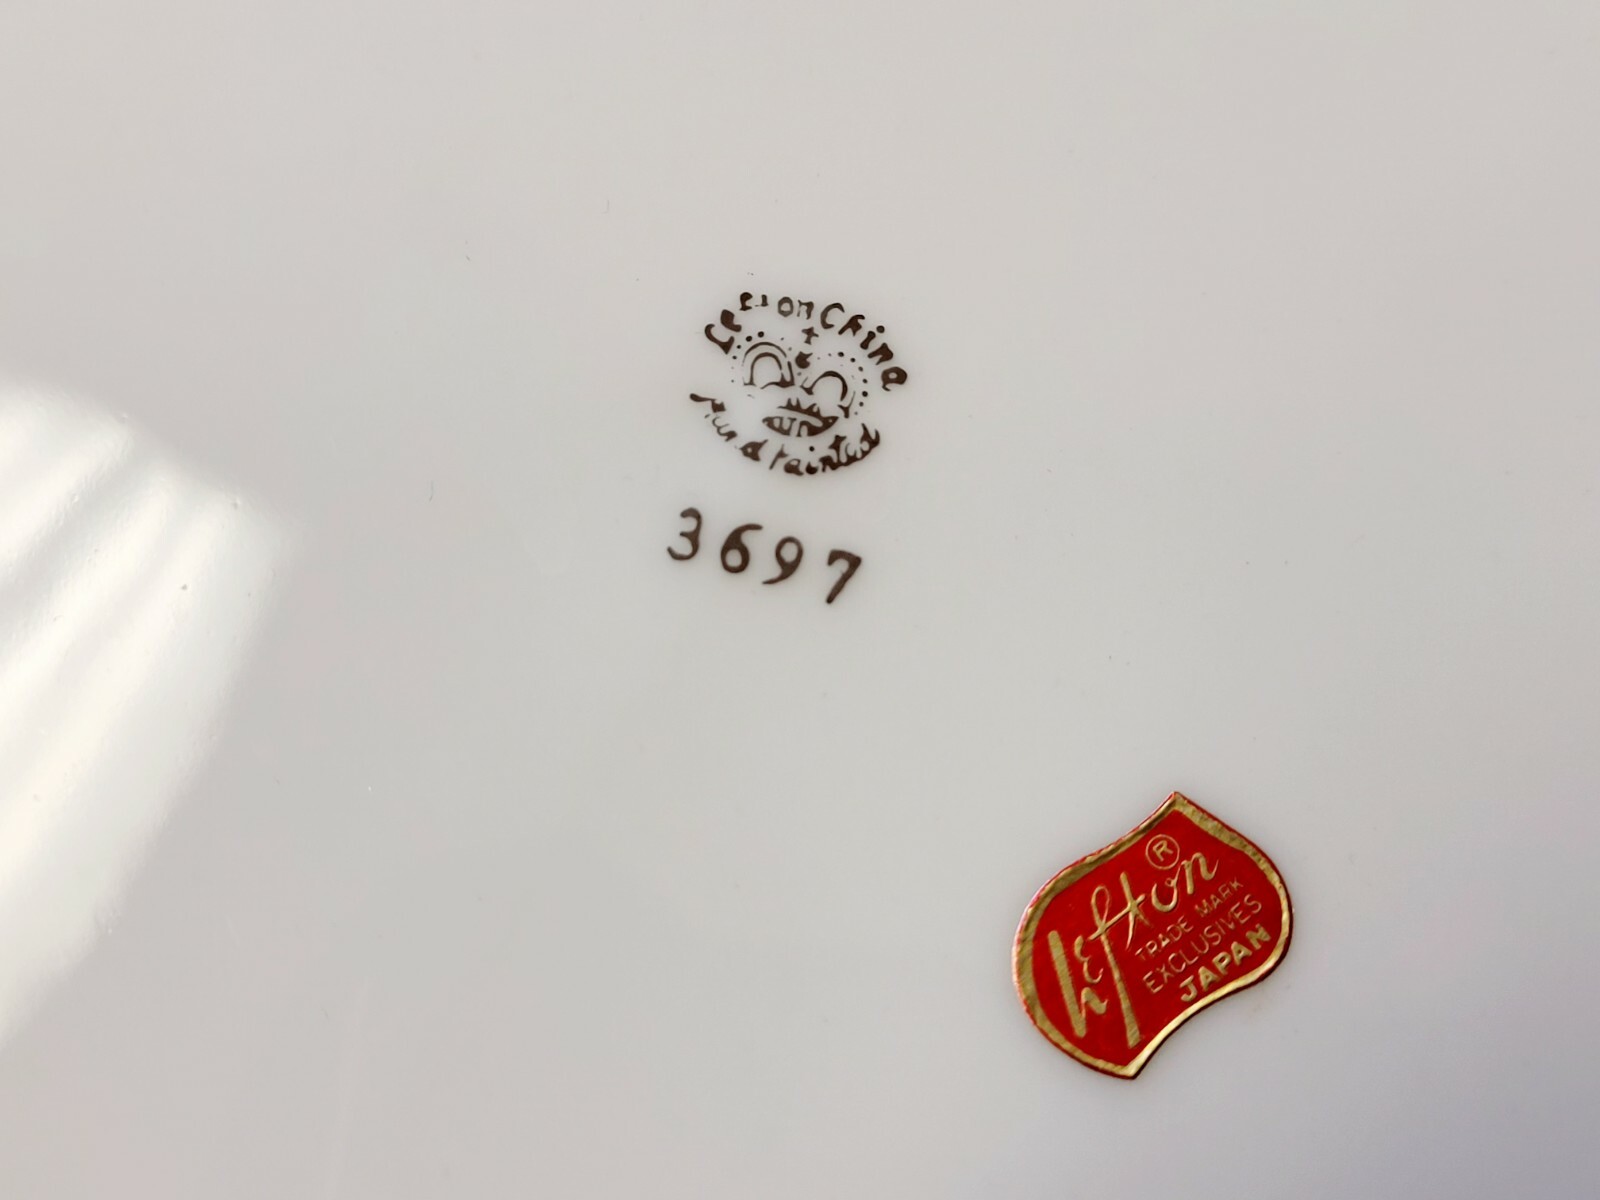 Lefton China
Hand Painted
3697
Lefton ®
TRADE MARK
EXCLUSIVES
JAPAN